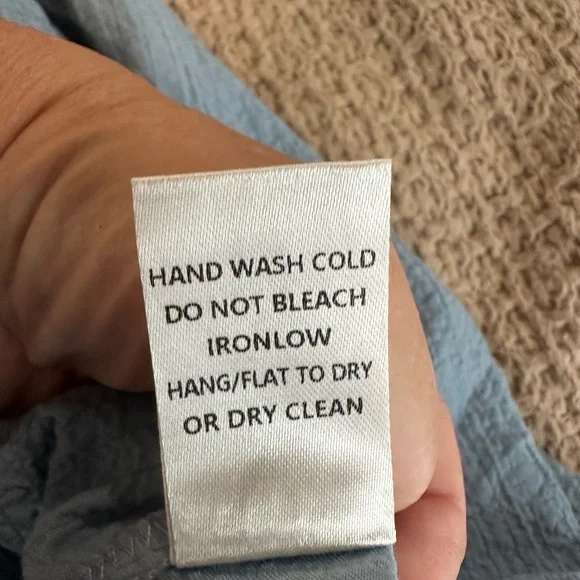 HAND WASH COLD
DO NOT BLEACH
IRONLOW
HANG/FLAT TO DRY
OR DRY CLEAN